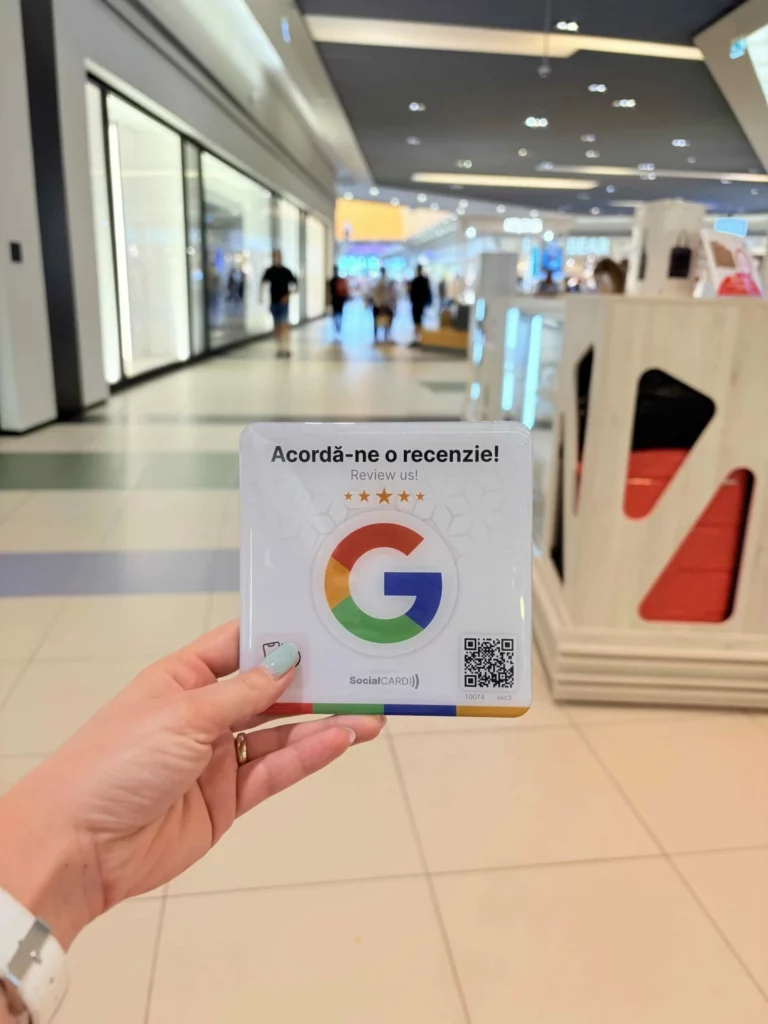 Acordă-ne o recenzie!
Review us!
G
SocialCARD
10074